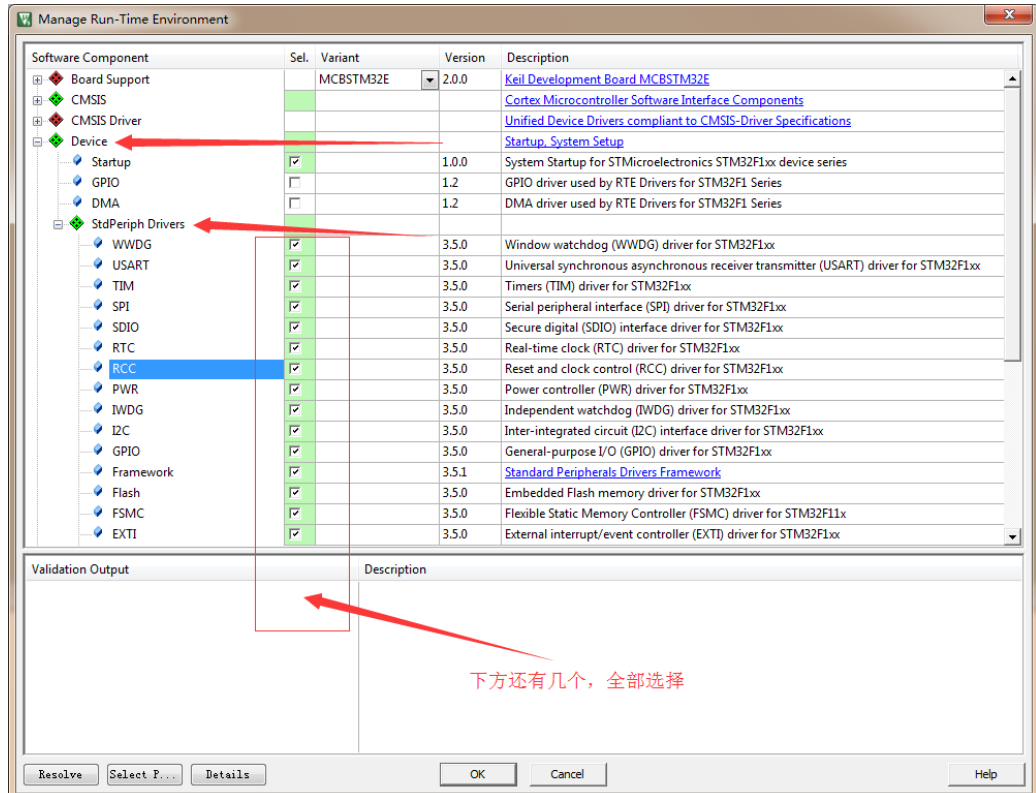 Manage Run-Time Environment
Software Component Sel. Variant Version Description
Board Support MCBSTM32E 2.0.0 Keil Development Board MCBSTM32E
CMSIS Cortex Microcontroller Software Interface Components
CMSIS Driver Unified Device Drivers compliant to CMSIS-Driver Specifications
Device Startup, System Setup
Startup 1.0.0 System Startup for STMicroelectronics STM32F1xx device series
GPIO 1.2 GPIO driver used by RTE Drivers for STM32F1 Series
DMA 1.2 DMA driver used by RTE Drivers for STM32F1 Series
StdPeriph Drivers
WWDG 3.5.0 Window watchdog (WWDG) driver for STM32F1xx
USART 3.5.0 Universal synchronous asynchronous receiver transmitter (USART) driver for STM32F1xx
TIM 3.5.0 Timers (TIM) driver for STM32F1xx
SPI 3.5.0 Serial peripheral interface (SPI) driver for STM32F1xx
SDIO 3.5.0 Secure digital (SDIO) interface driver for STM32F1xx
RTC 3.5.0 Real-time clock (RTC) driver for STM32F1xx
RCC 3.5.0 Reset and clock control (RCC) driver for STM32F1xx
PWR 3.5.0 Power controller (PWR) driver for STM32F1xx
IWDG 3.5.0 Independent watchdog (IWDG) driver for STM32F1xx
I2C 3.5.0 Inter-integrated circuit (I2C) interface driver for STM32F1xx
GPIO 3.5.0 General-purpose I/O (GPIO) driver for STM32F1xx
Framework 3.5.1 Standard Peripherals Drivers Framework
Flash 3.5.0 Embedded Flash memory driver for STM32F1xx
FSMC 3.5.0 Flexible Static Memory Controller (FSMC) driver for STM32F11x
EXTI 3.5.0 External interrupt/event controller (EXTI) driver for STM32F1xx
Validation Output Description
下方还有几个，全部选择
Resolve Select P... Details OK Cancel Help